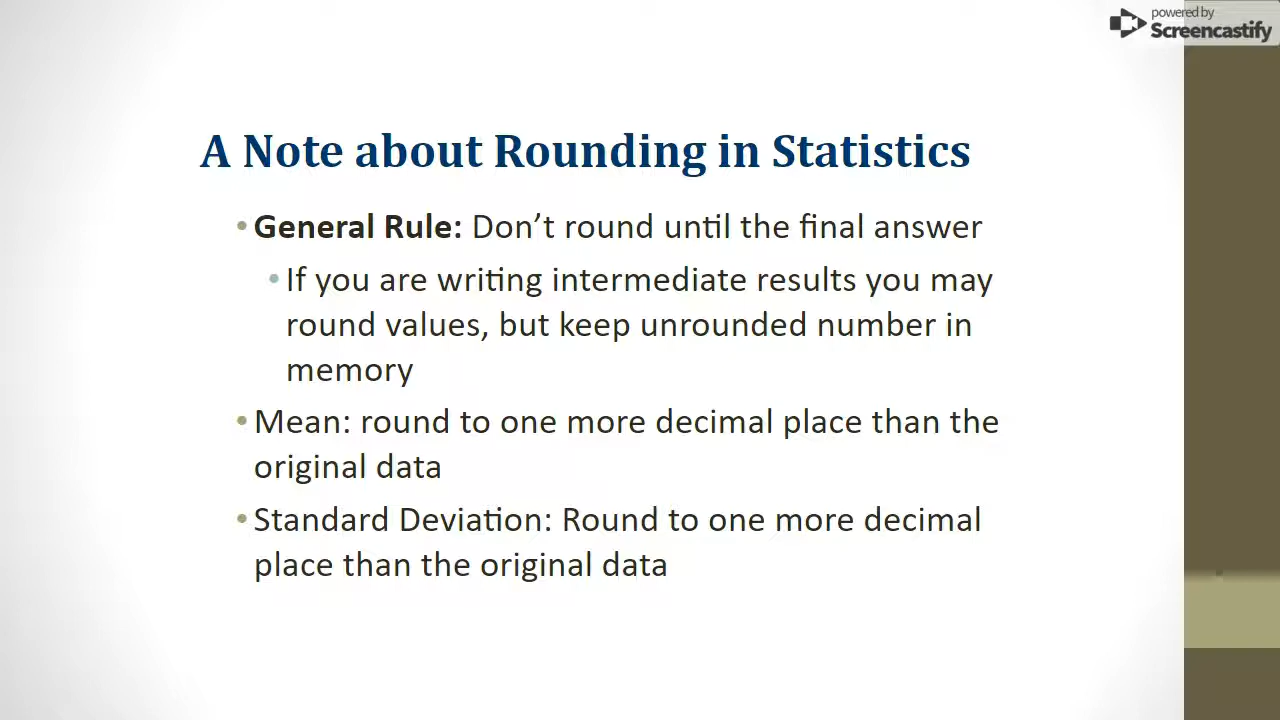 powered by
Screencastify
A Note about Rounding in Statistics
• General Rule: Don’t round until the final answer
• If you are writing intermediate results you may
round values, but keep unrounded number in
memory
• Mean: round to one more decimal place than the
original data
• Standard Deviation: Round to one more decimal
place than the original data